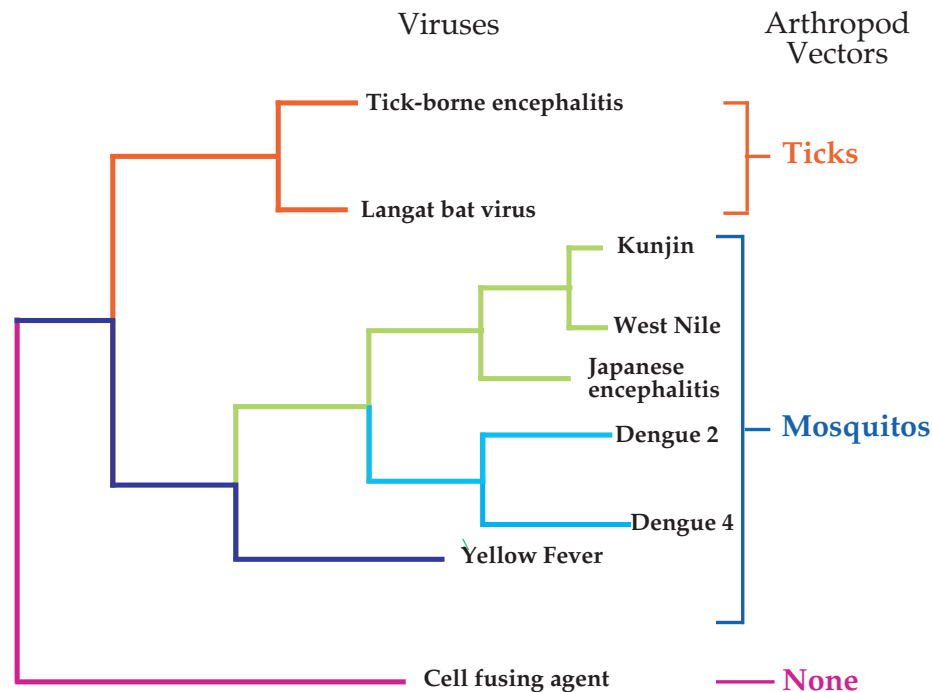 Viruses
Arthropod
Vectors
Tick-borne encephalitis
Ticks
Langat bat virus
Kunjin
West Nile
Japanese
encephalitis
Mosquitos
Dengue 2
Dengue 4
Yellow Fever
Cell fusing agent
None